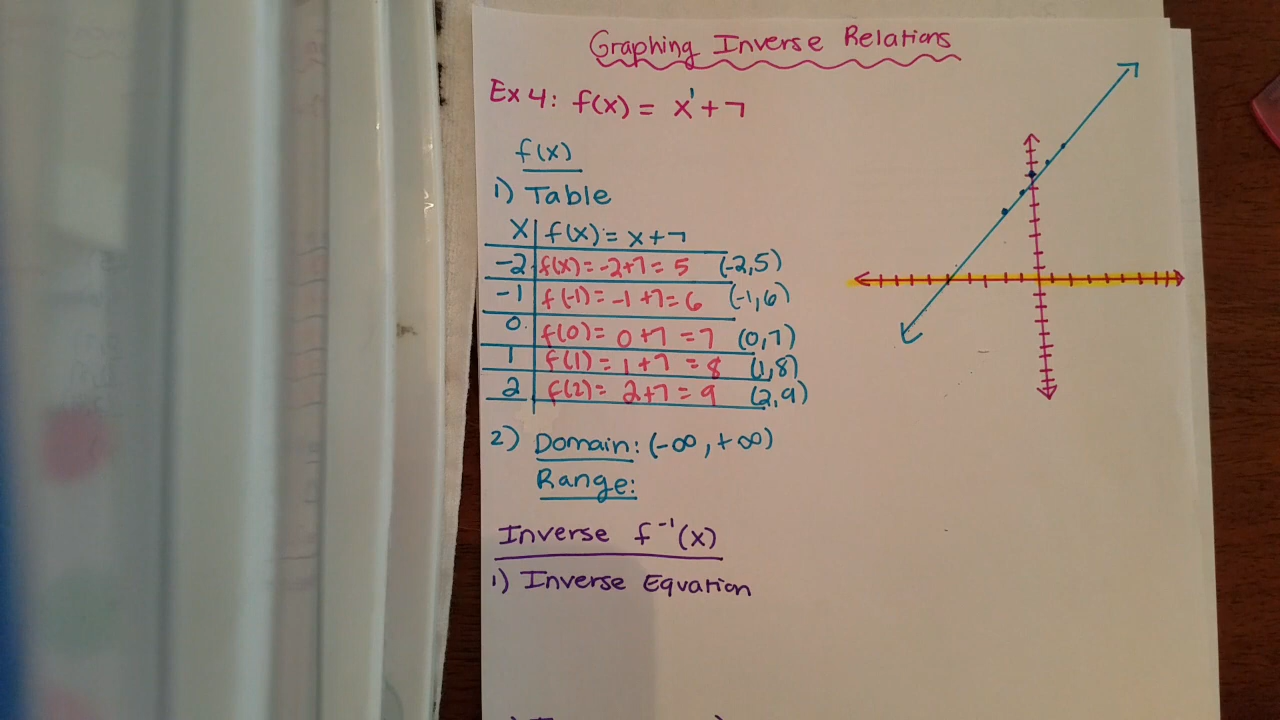 Graphing Inverse Relations
Ex 4: f(x) = x¹+7
f(x)
1) Table
X | f(x) = x+7
-2 | f(x) = -2+7 = 5 (-2,5)
-1 | f(-1) = -1+7 = 6 (-1,6)
0 | f(0) = 0+7 = 7 (0,7)
1 | f(1) = 1+7 = 8 (1,8)
2 | f(2) = 2+7 = 9 (2,9)
2) Domain: (-∞, +∞)
Range:
Inverse f⁻¹(x)
1) Inverse Equation